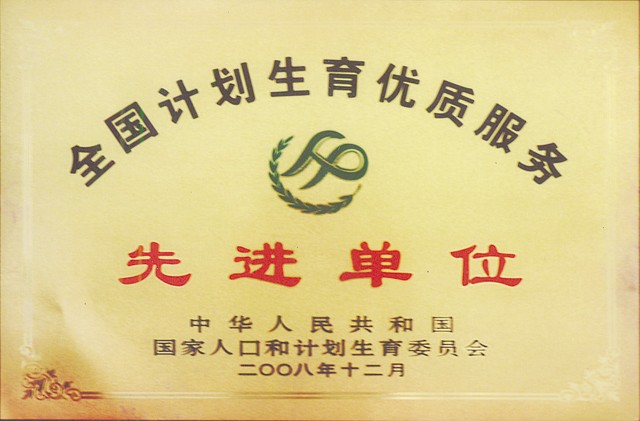 全国计划生育优质服务
先进单位
中华人民共和国
国家人口和计划生育委员会
二〇〇八年十二月